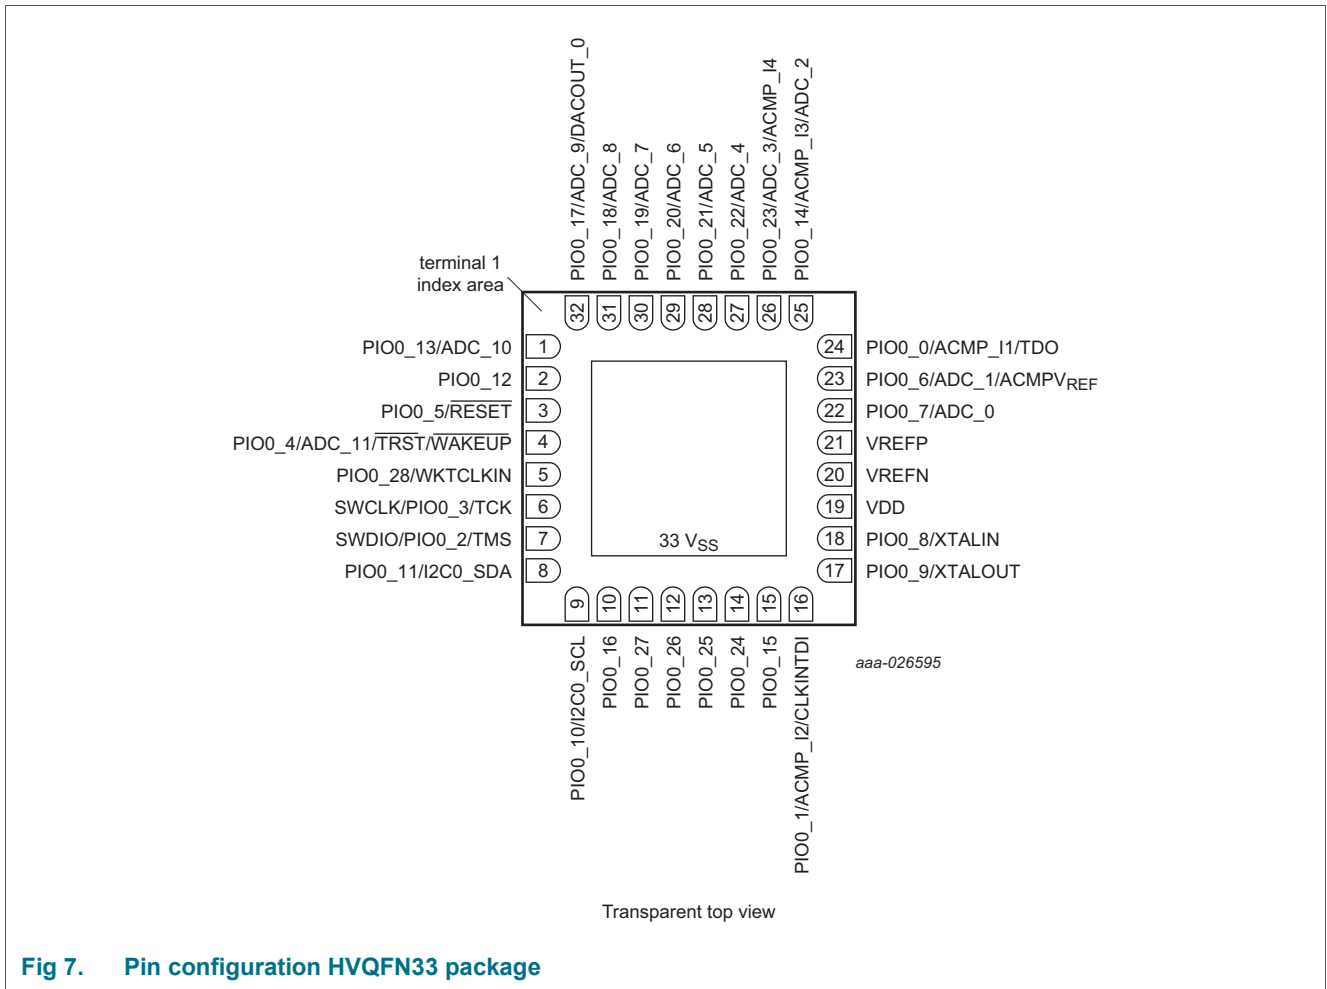 PIO0_17/ADC_9/DACOUT_0
PIO0_18/ADC_8
PIO0_19/ADC_7
PIO0_20/ADC_6
PIO0_21/ADC_5
PIO0_22/ADC_4
PIO0_23/ADC_3/ACMP_I4
PIO0_14/ACMP_I3/ADC_2
terminal 1
index area
32 31 30 29 28 27 26 25
PIO0_13/ADC_10 1 24 PIO0_0/ACMP_I1/TDO
PIO0_12 2 23 PIO0_6/ADC_1/ACMPVREF
PIO0_5/RESET 3 22 PIO0_7/ADC_0
PIO0_4/ADC_11/TRST/WAKEUP 4 21 VREFP
PIO0_28/WKTCLKIN 5 20 VREFN
SWCLK/PIO0_3/TCK 6 19 VDD
SWDIO/PIO0_2/TMS 7 33 VSS 18 PIO0_8/XTALIN
PIO0_11/I2C0_SDA 8 17 PIO0_9/XTALOUT
9 10 11 12 13 14 15 16
PIO0_10/I2C0_SCL
PIO0_16
PIO0_27
PIO0_26
PIO0_25
PIO0_24
PIO0_15
PIO0_1/ACMP_I2/CLKINTDI
aaa-026595
Transparent top view
Fig 7. Pin configuration HVQFN33 package